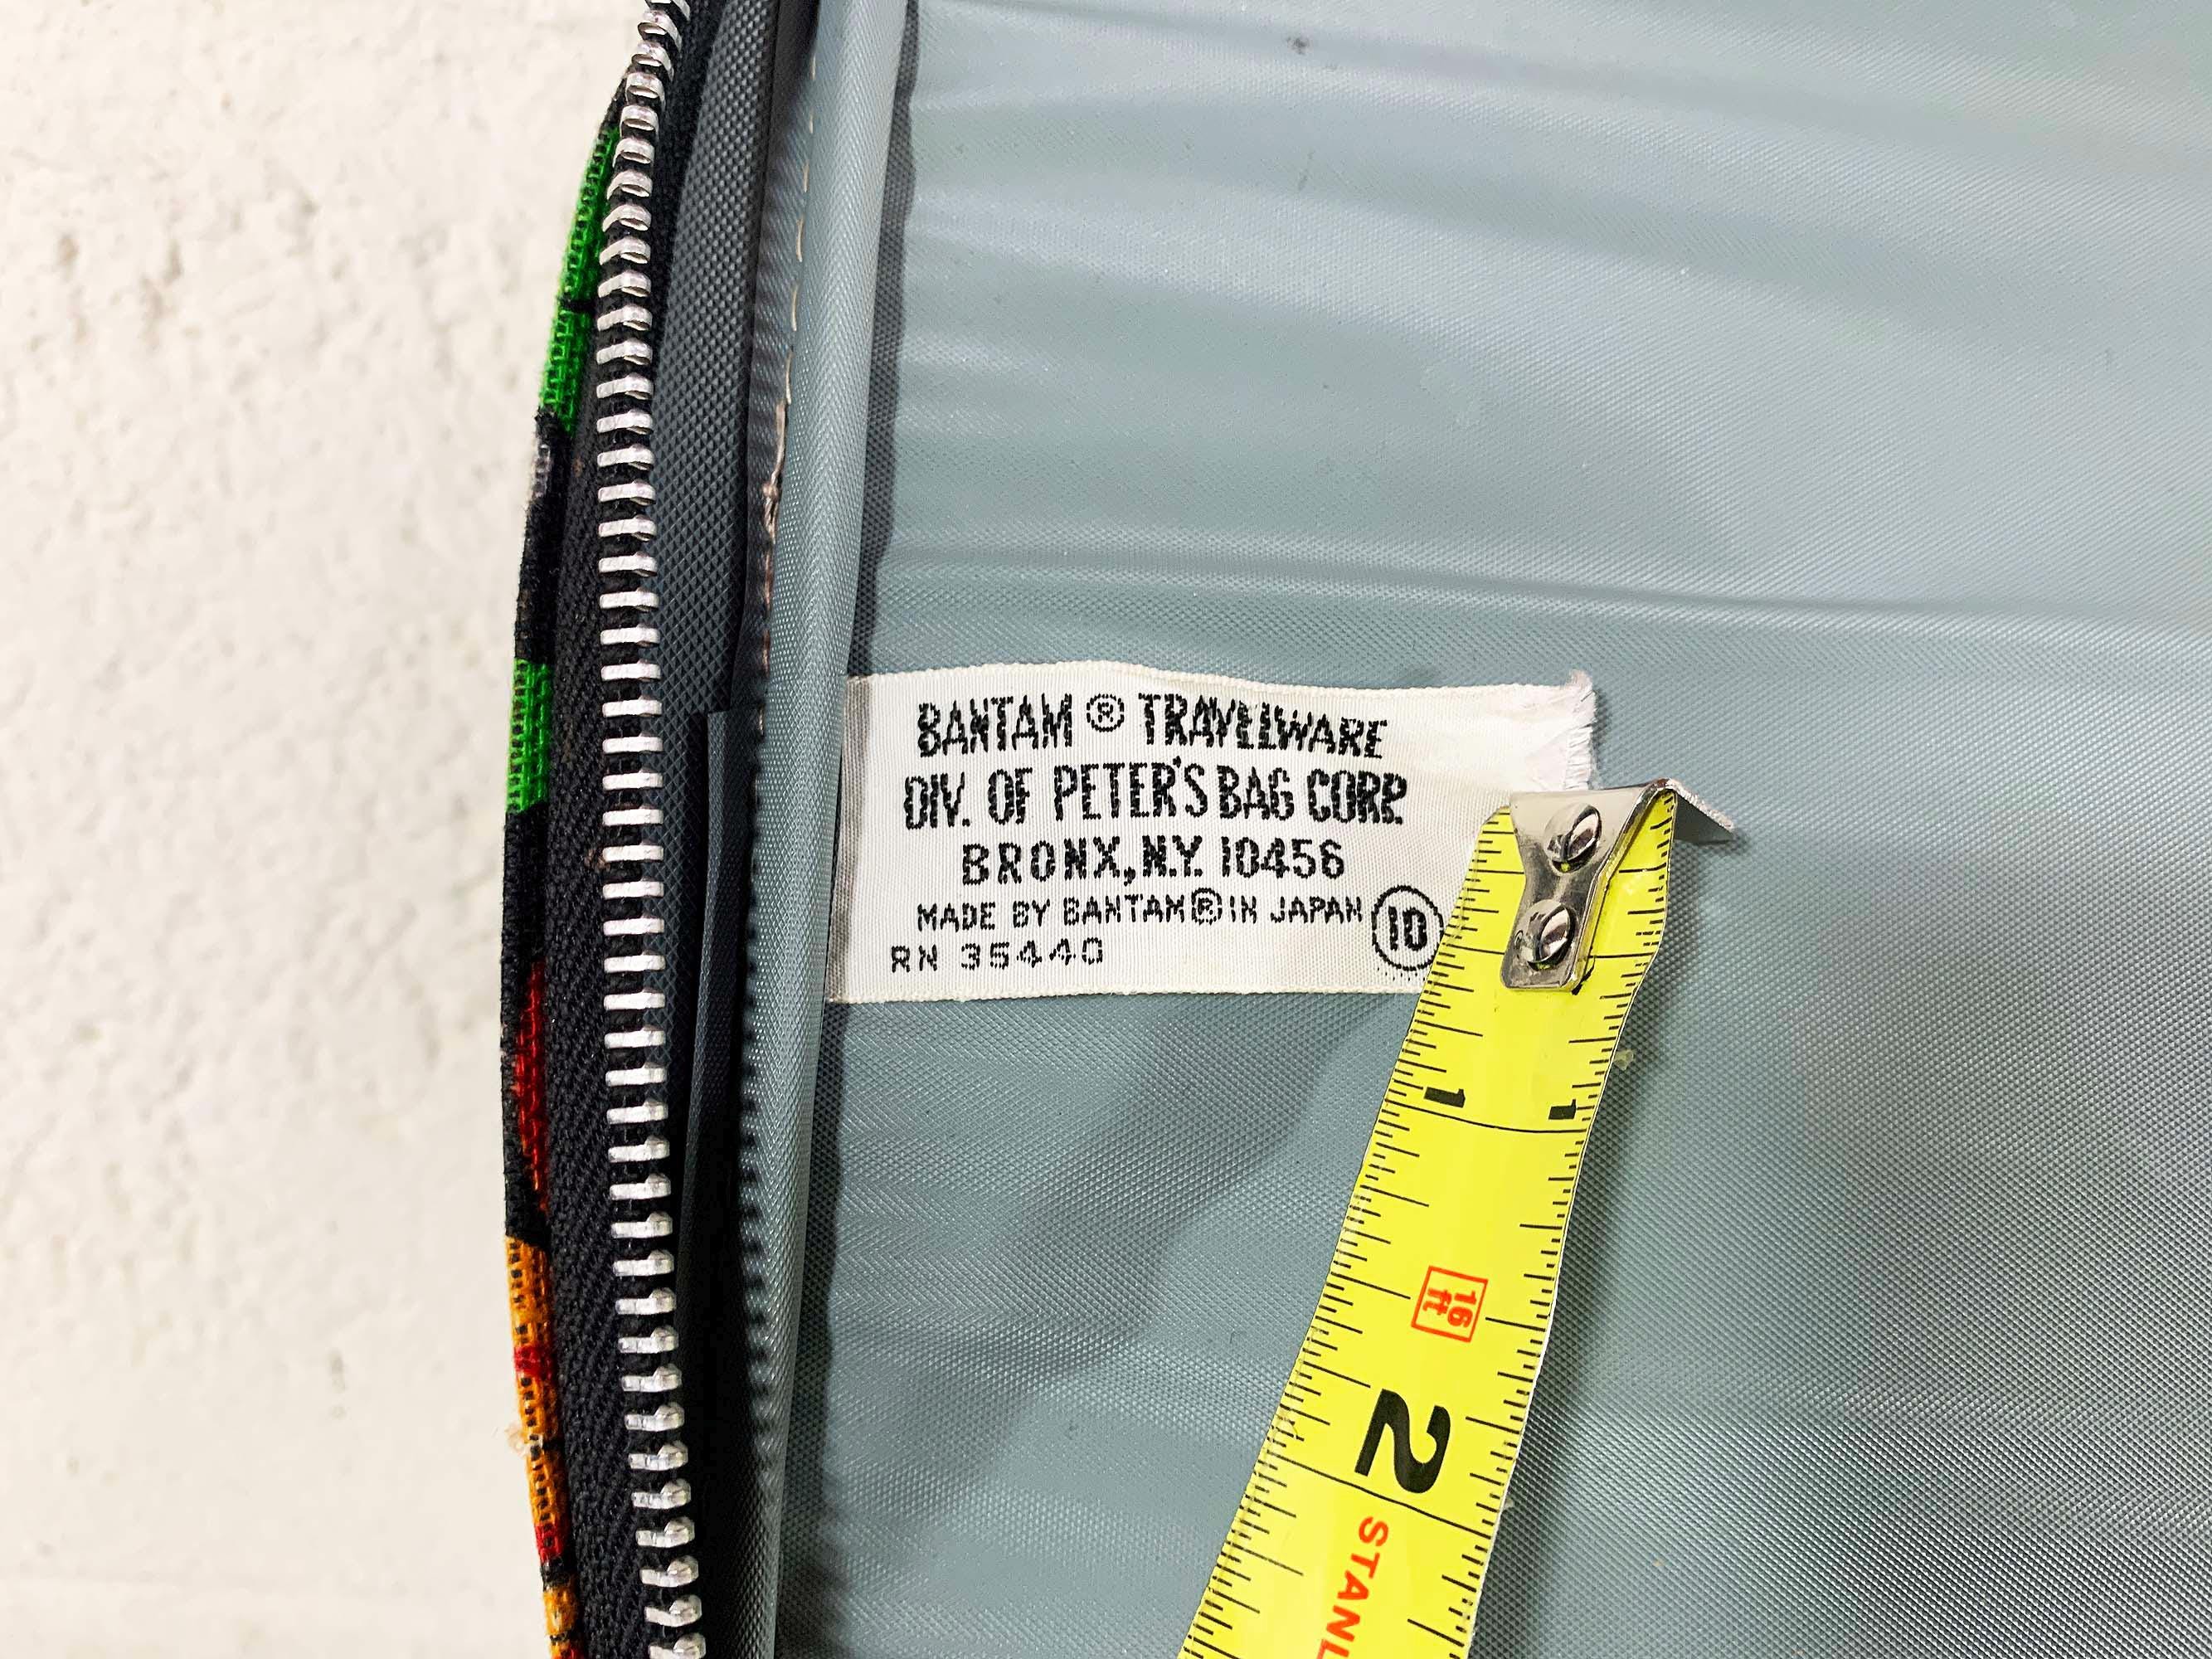 BANTAM ® TRAVELWARE
DIV. OF PETER'S BAG CORP.
BRONX, N.Y. 10456
MADE BY BANTAM ® IN JAPAN 10
RN 35440
1 1
16 ft
2
STANL